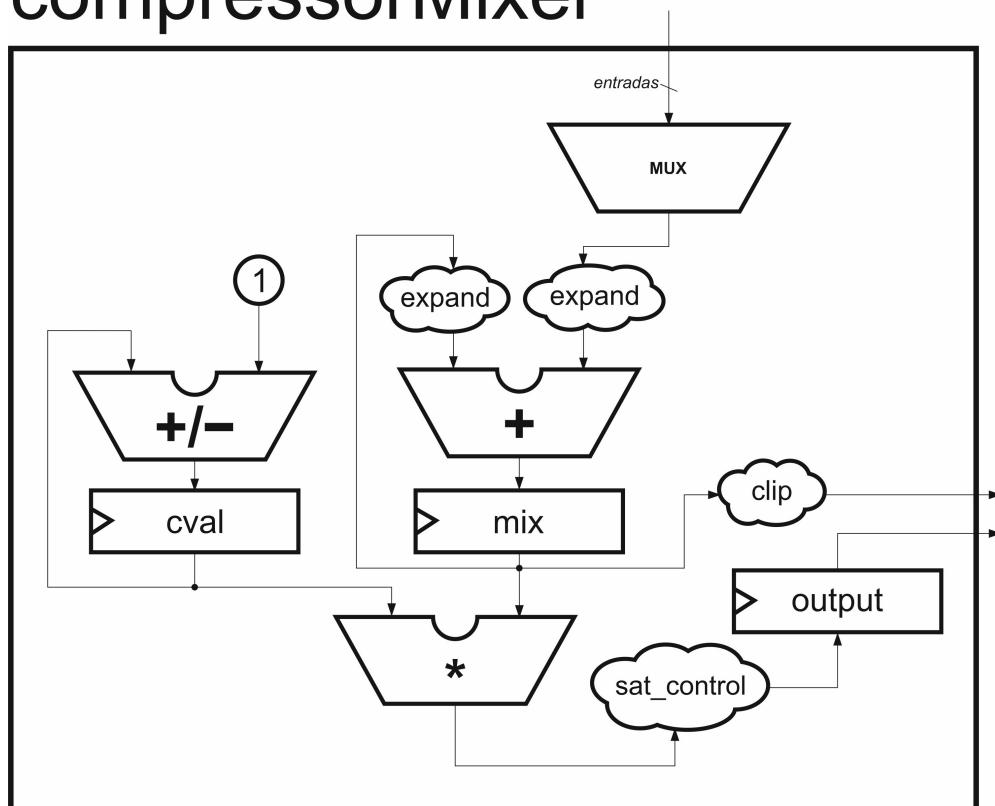 compressorMixer
entradas
MUX
1
expand
expand
+/−
+
cval
mix
clip
output
*
sat_control